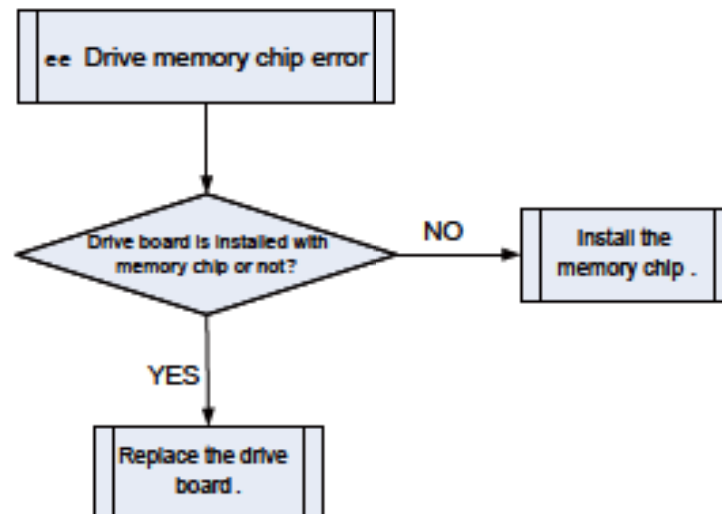 ee Drive memory chip error
Drive board is installed with
memory chip or not?
NO
Install the
memory chip .
YES
Replace the drive
board .